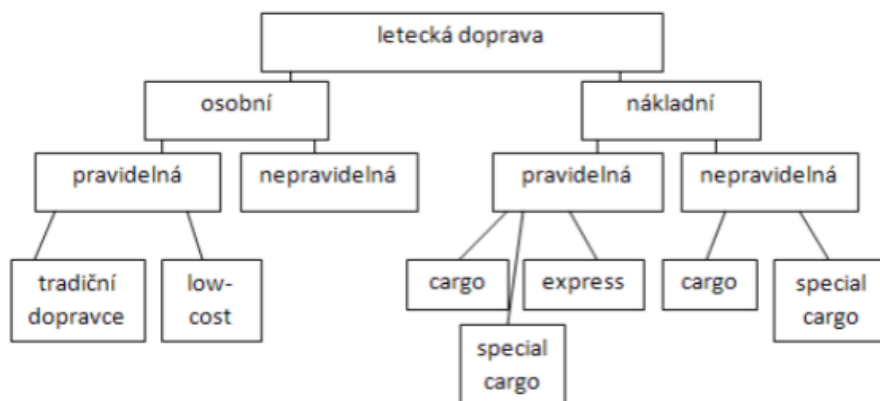 letecká doprava
osobní
nákladní
pravidelná
nepravidelná
pravidelná
nepravidelná
tradiční
dopravce
low-
cost
cargo
express
cargo
special
cargo
special
cargo